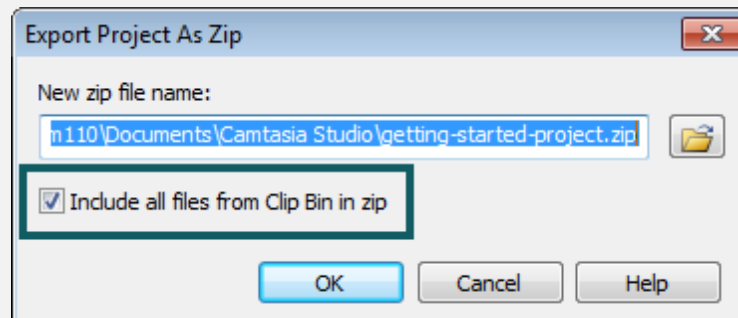 Export Project As Zip
New zip file name:
m110\Documents\Camtasia Studio\getting-started-project.zip
Include all files from Clip Bin in zip
OK Cancel Help